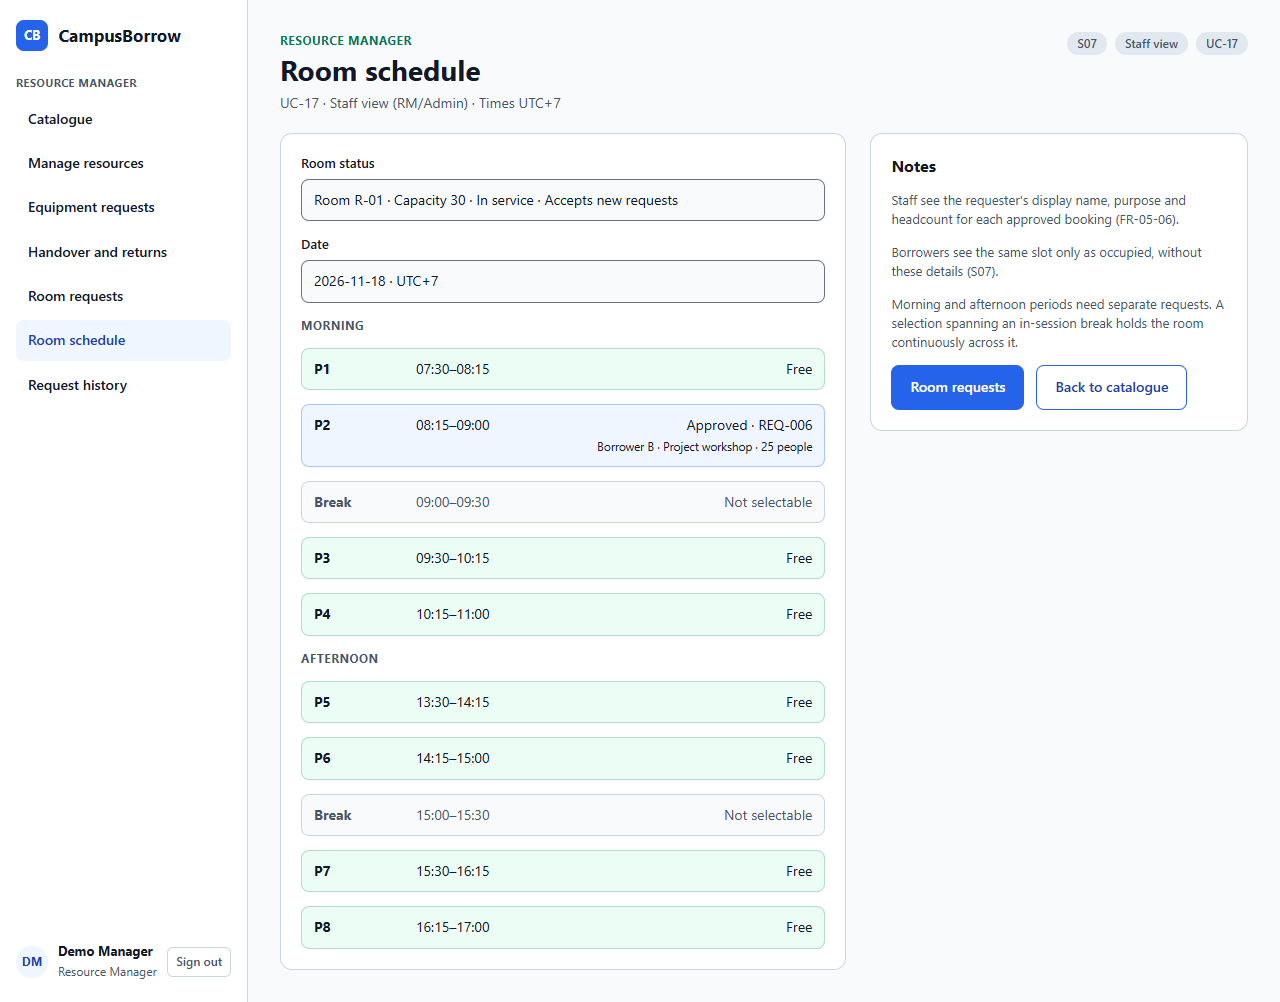 CB CampusBorrow
RESOURCE MANAGER
Catalogue
Manage resources
Equipment requests
Handover and returns
Room requests
Room schedule
Request history
DM
Demo Manager
Resource Manager
Sign out
RESOURCE MANAGER
Room schedule
UC-17 · Staff view (RM/Admin) · Times UTC+7
S07 Staff view UC-17
Room status
Room R-01 · Capacity 30 · In service · Accepts new requests
Date
2026-11-18 · UTC+7
MORNING
P1 07:30–08:15 Free
P2 08:15–09:00 Approved · REQ-006
Borrower B · Project workshop · 25 people
Break 09:00–09:30 Not selectable
P3 09:30–10:15 Free
P4 10:15–11:00 Free
AFTERNOON
P5 13:30–14:15 Free
P6 14:15–15:00 Free
Break 15:00–15:30 Not selectable
P7 15:30–16:15 Free
P8 16:15–17:00 Free
Notes
Staff see the requester's display name, purpose and
headcount for each approved booking (FR-05-06).
Borrowers see the same slot only as occupied, without
these details (S07).
Morning and afternoon periods need separate requests. A
selection spanning an in-session break holds the room
continuously across it.
Room requests
Back to catalogue